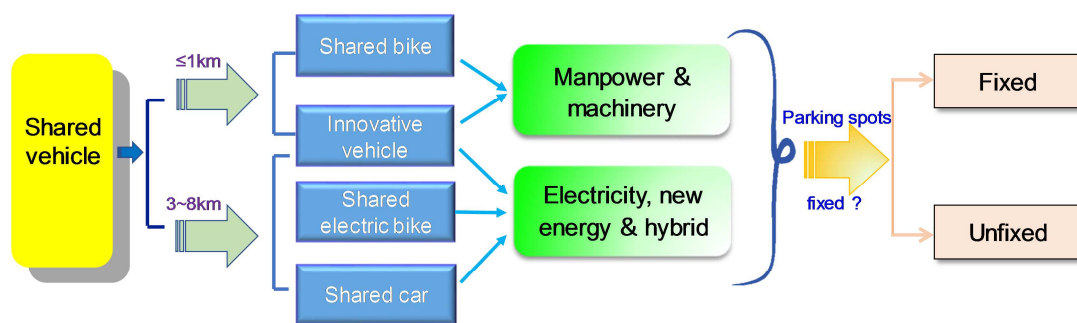 Shared
vehicle
≤1km
3~8km
Shared bike
Innovative
vehicle
Shared
electric bike
Shared car
Manpower &
machinery
Electricity, new
energy & hybrid
Parking spots
fixed ?
Fixed
Unfixed